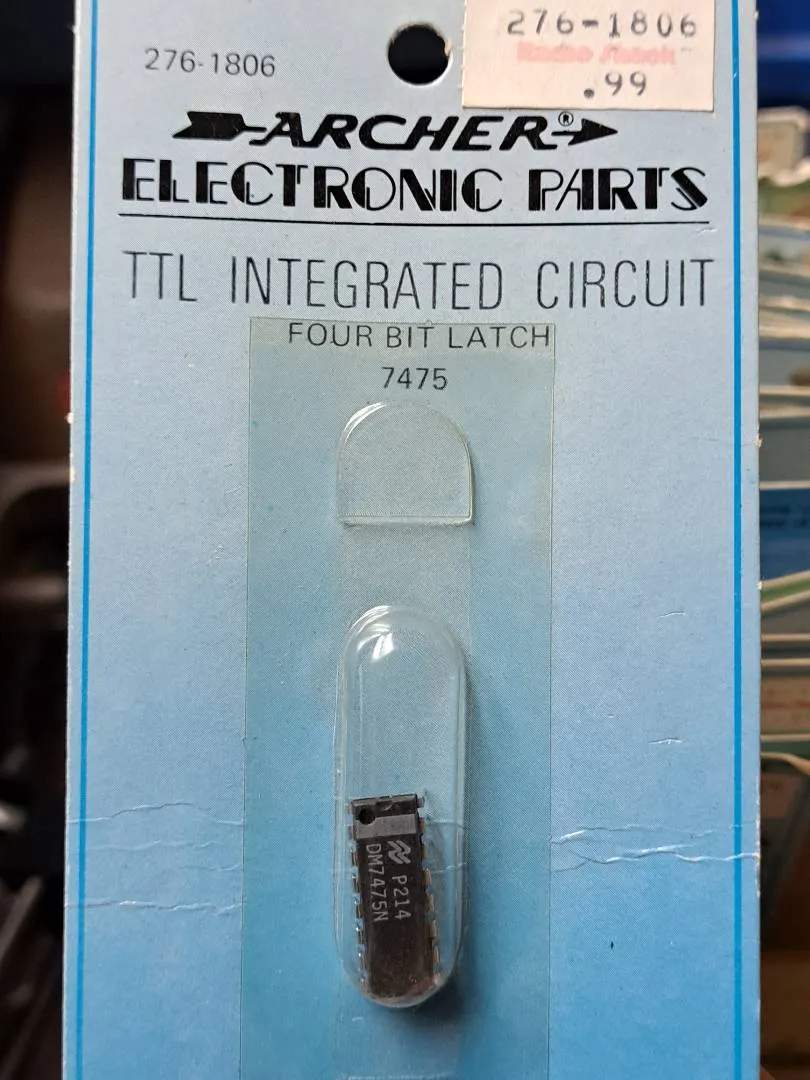 276-1806
Radio Shack
.99
276-1806
ARCHER®
ELECTRONIC PARTS
TTL INTEGRATED CIRCUIT
FOUR BIT LATCH
7475
P214
DM7475N